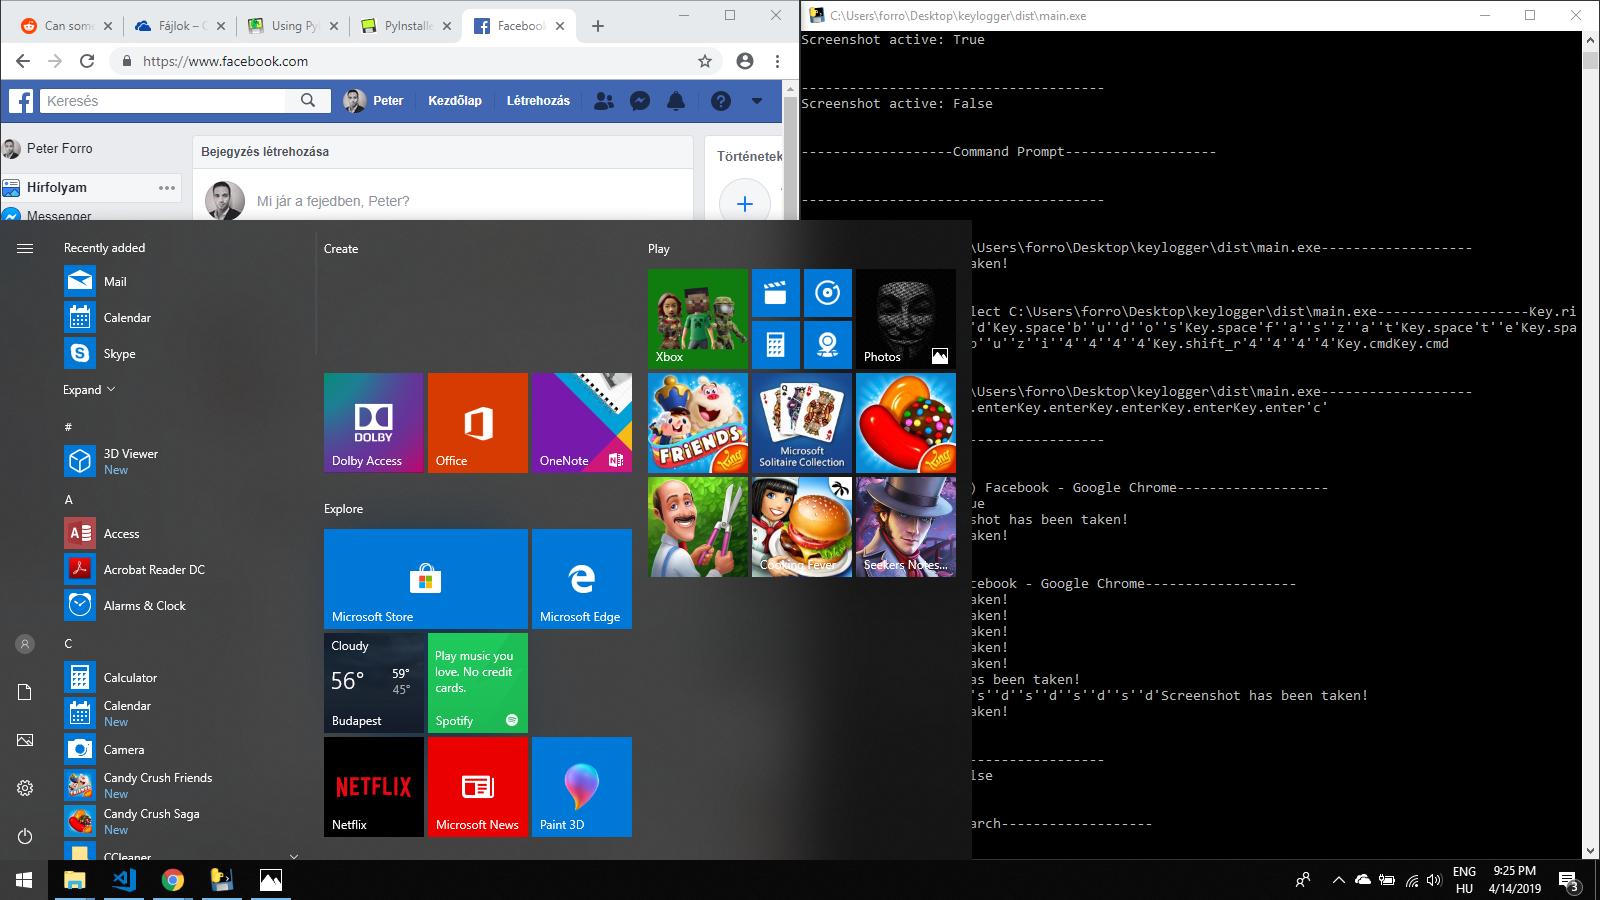 Can some
Fájlok – C
Using PyI
PyInstalle
Facebook
https://www.facebook.com
Keresés
Peter
Kezdőlap
Létrehozás
Peter Forro
Hírfolyam
Messenger
Bejegyzés létrehozása
Mi jár a fejedben, Peter?
Történetek
C:\Users\forro\Desktop\keylogger\dist\main.exe
Screenshot active: True
--------------------------------------
Screenshot active: False
-------------------Command Prompt-------------------
--------------------------------------
\Users\forro\Desktop\keylogger\dist\main.exe-------------------
aken!
lect C:\Users\forro\Desktop\keylogger\dist\main.exe-------------------Key.ri
'd'Key.space'b''u''d''o''s'Key.space'f''a''s''z''a''t'Key.space't''e'Key.spa
o''u''z''i''4''4''4''4'Key.shift_r'4''4''4''4'Key.cmdKey.cmd
\Users\forro\Desktop\keylogger\dist\main.exe-------------------
.enterKey.enterKey.enterKey.enterKey.enter'c'
-----------------
) Facebook - Google Chrome-------------------
ue
shot has been taken!
aken!
cebook - Google Chrome-------------------
aken!
aken!
aken!
aken!
aken!
as been taken!
's''d''s''d''s''d''s''d'Screenshot has been taken!
aken!
-----------------
lse
arch-------------------
Recently added
Mail
Calendar
Skype
Expand
#
3D Viewer
New
A
Access
Acrobat Reader DC
Alarms & Clock
C
Calculator
Calendar
New
Camera
Candy Crush Friends
New
Candy Crush Saga
New
CCleaner
Create
DOLBY
Dolby Access
Office
OneNote
Explore
Microsoft Store
Microsoft Edge
Cloudy
56°
59°
45°
Budapest
Play music you
love. No credit
cards.
Spotify
NETFLIX
Netflix
Microsoft News
Paint 3D
Play
Xbox
Photos
FRIENDS
King
Microsoft
Solitaire Collection
King
Cooking Fever
Seekers Notes...
ENG
HU
9:25 PM
4/14/2019
3